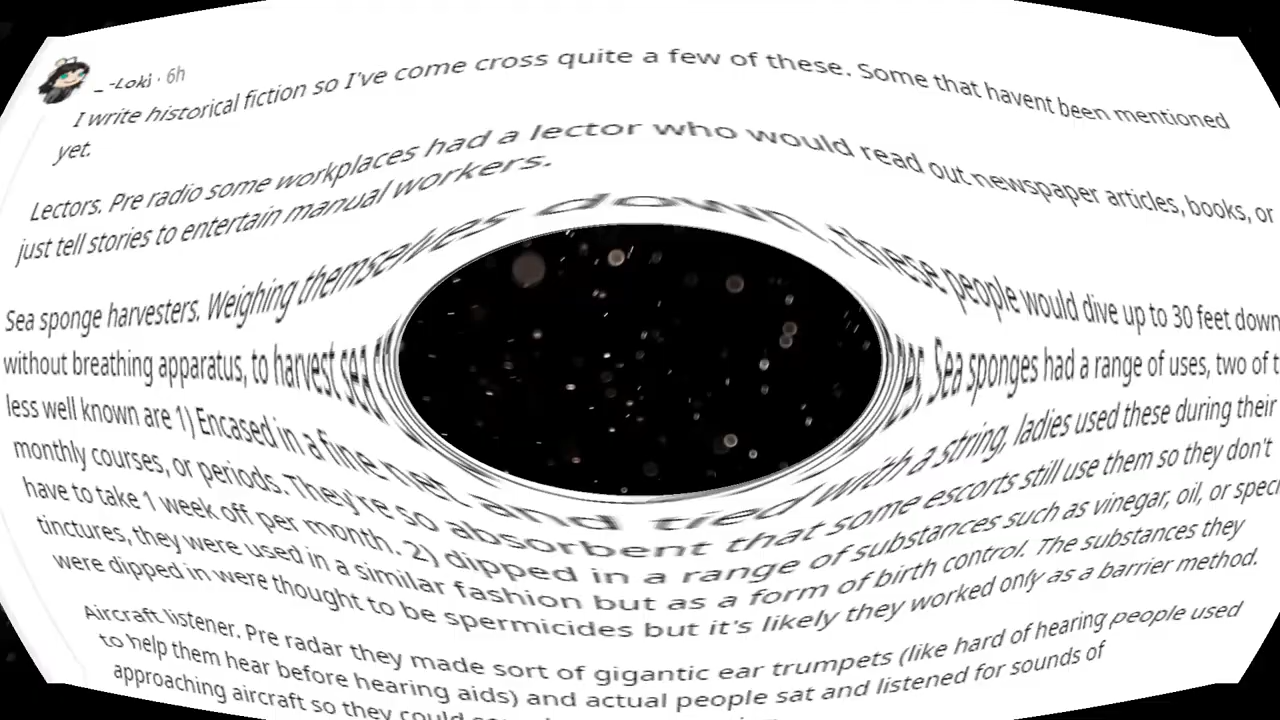 _ -Loki · 6h
I write historical fiction so I've come cross quite a few of these. Some that havent been mentioned
yet.
Lectors. Pre radio some workplaces had a lector who would read out newspaper articles, books, or
just tell stories to entertain manual workers.
Sea sponge harvesters. Weighing themselves down, these people would dive up to 30 feet down
without breathing apparatus, to harvest sea Sea sponges had a range of uses, two of
less well known are 1) Encased in a fine net and tied with a string, ladies used these during their
monthly courses, or periods. They're so absorbent that some escorts still use them so they don't
have to take 1 week off per month. 2) dipped in a range of substances such as vinegar, oil, or
tinctures, they were used in a similar fashion but as a form of birth control. The substances they
were dipped in were thought to be spermicides but it's likely they worked only as a barrier method.
Aircraft listener. Pre radar they made sort of gigantic ear trumpets (like hard of hearing people used
to help them hear before hearing aids) and actual people sat and listened for sounds of
approaching aircraft so they could